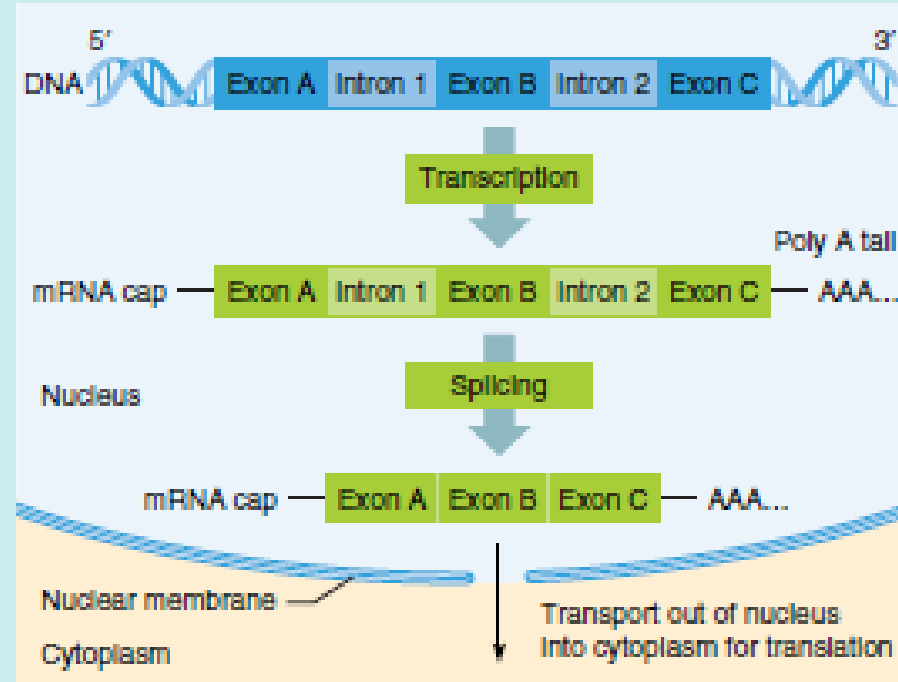 5′ 3′
DNA Exon A Intron 1 Exon B Intron 2 Exon C
Transcription
Poly A tail
mRNA cap Exon A Intron 1 Exon B Intron 2 Exon C AAA...
Splicing
Nucleus
mRNA cap Exon A Exon B Exon C AAA...
Nuclear membrane
Cytoplasm
Transport out of nucleus
into cytoplasm for translation